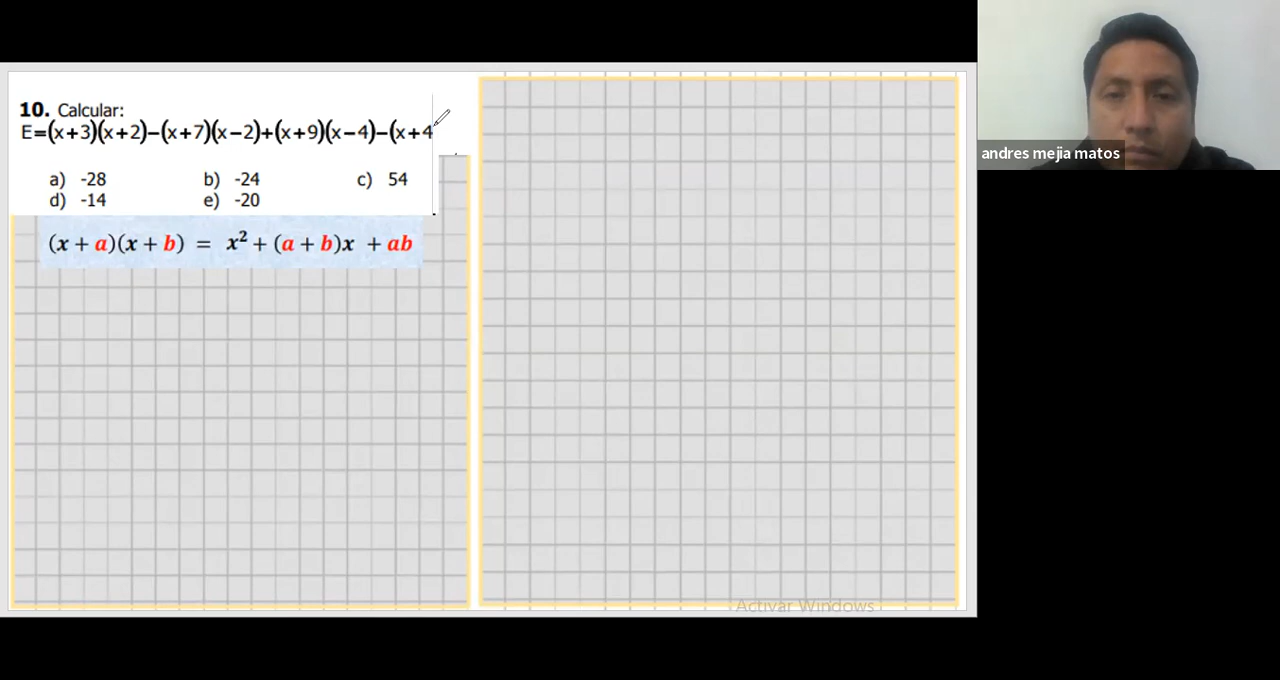 10. Calcular:
E=(x+3)(x+2)−(x+7)(x−2)+(x+9)(x−4)−(x+4
a) -28 b) -24 c) 54
d) -14 e) -20
(x + a)(x + b) = x² + (a + b)x + ab
andres mejia matos
Activar Windows